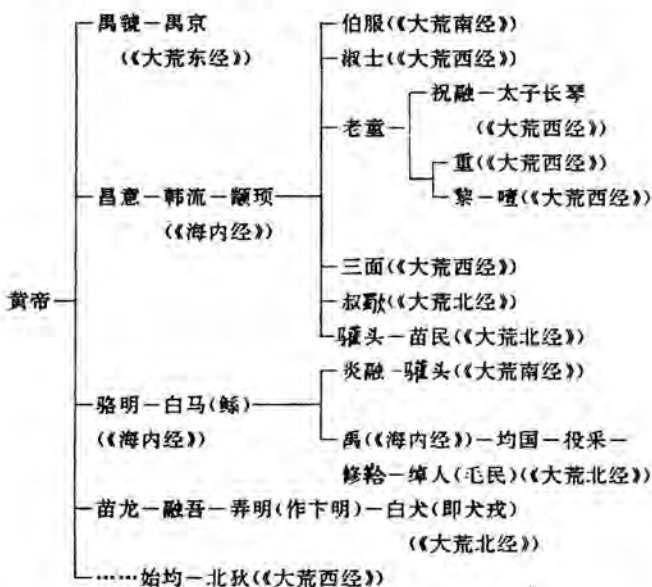 禺虢－禺京
(《大荒东经》)
伯服(《大荒南经》)
淑士(《大荒西经》)
祝融－太子长琴
老童－
(《大荒西经》)
重(《大荒西经》)
昌意－韩流－颛顼
黎－噎(《大荒西经》)
(《海内经》)
三面(《大荒西经》)
黄帝
叔歜(《大荒北经》)
驩头－苗民(《大荒北经》)
炎融－驩头(《大荒南经》)
骆明－白马(鲧)
(《海内经》)
禹(《海内经》)－均国－役采－
修鞈－绰人(毛民)(《大荒北经》)
苗龙－融吾－弄明(作卞明)－白犬(即犬戎)
(《大荒北经》)
……始均－北狄(《大荒西经》)